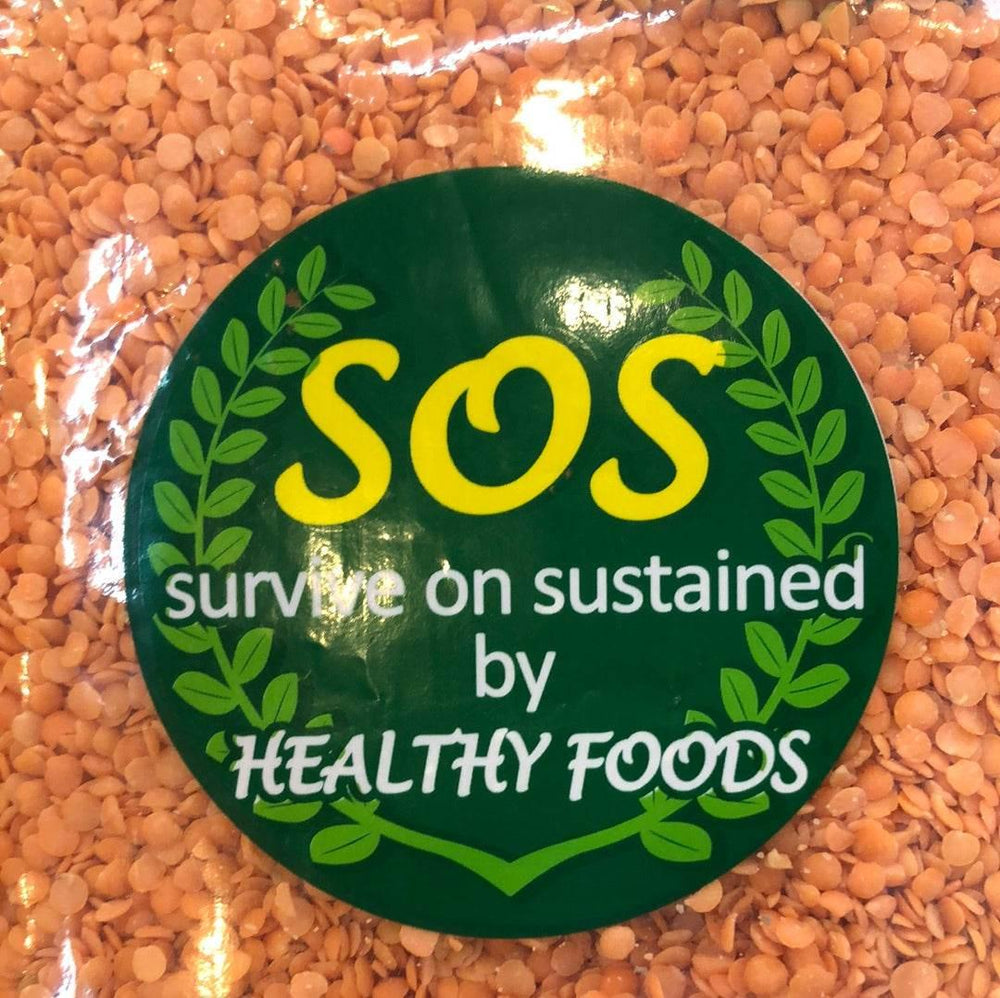 SOS
survive on sustained
by
HEALTHY FOODS